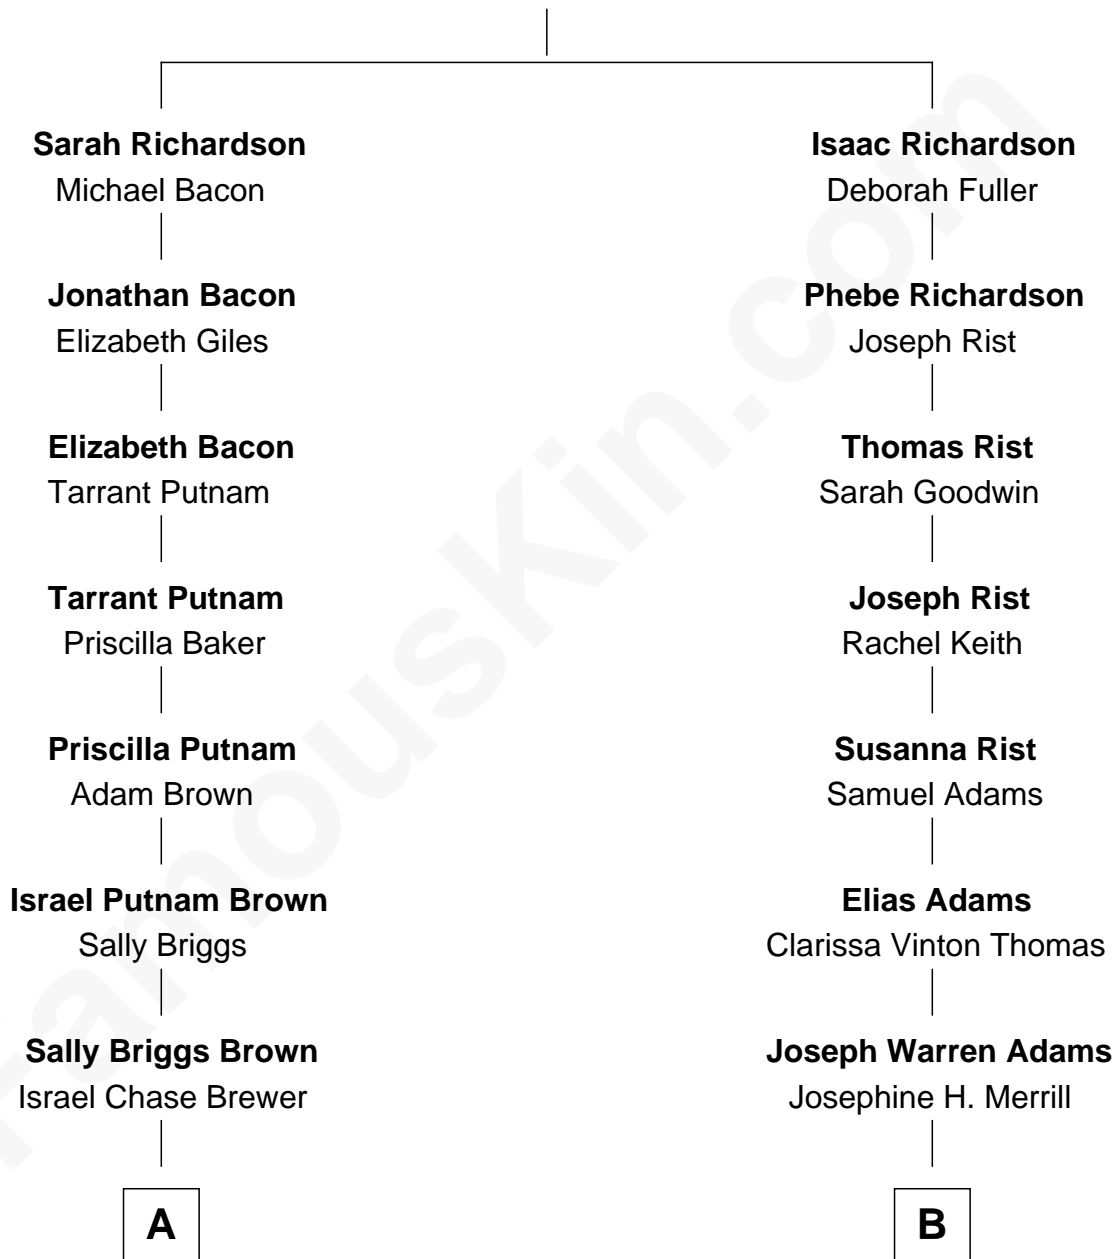 Sarah Richardson
Michael Bacon
Jonathan Bacon
Elizabeth Giles
Elizabeth Bacon
Tarrant Putnam
Tarrant Putnam
Priscilla Baker
Priscilla Putnam
Adam Brown
Israel Putnam Brown
Sally Briggs
Sally Briggs Brown
Israel Chase Brewer
A
Isaac Richardson
Deborah Fuller
Phebe Richardson
Joseph Rist
Thomas Rist
Sarah Goodwin
Joseph Rist
Rachel Keith
Susanna Rist
Samuel Adams
Elias Adams
Clarissa Vinton Thomas
Joseph Warren Adams
Josephine H. Merrill
B
FamousKin.com